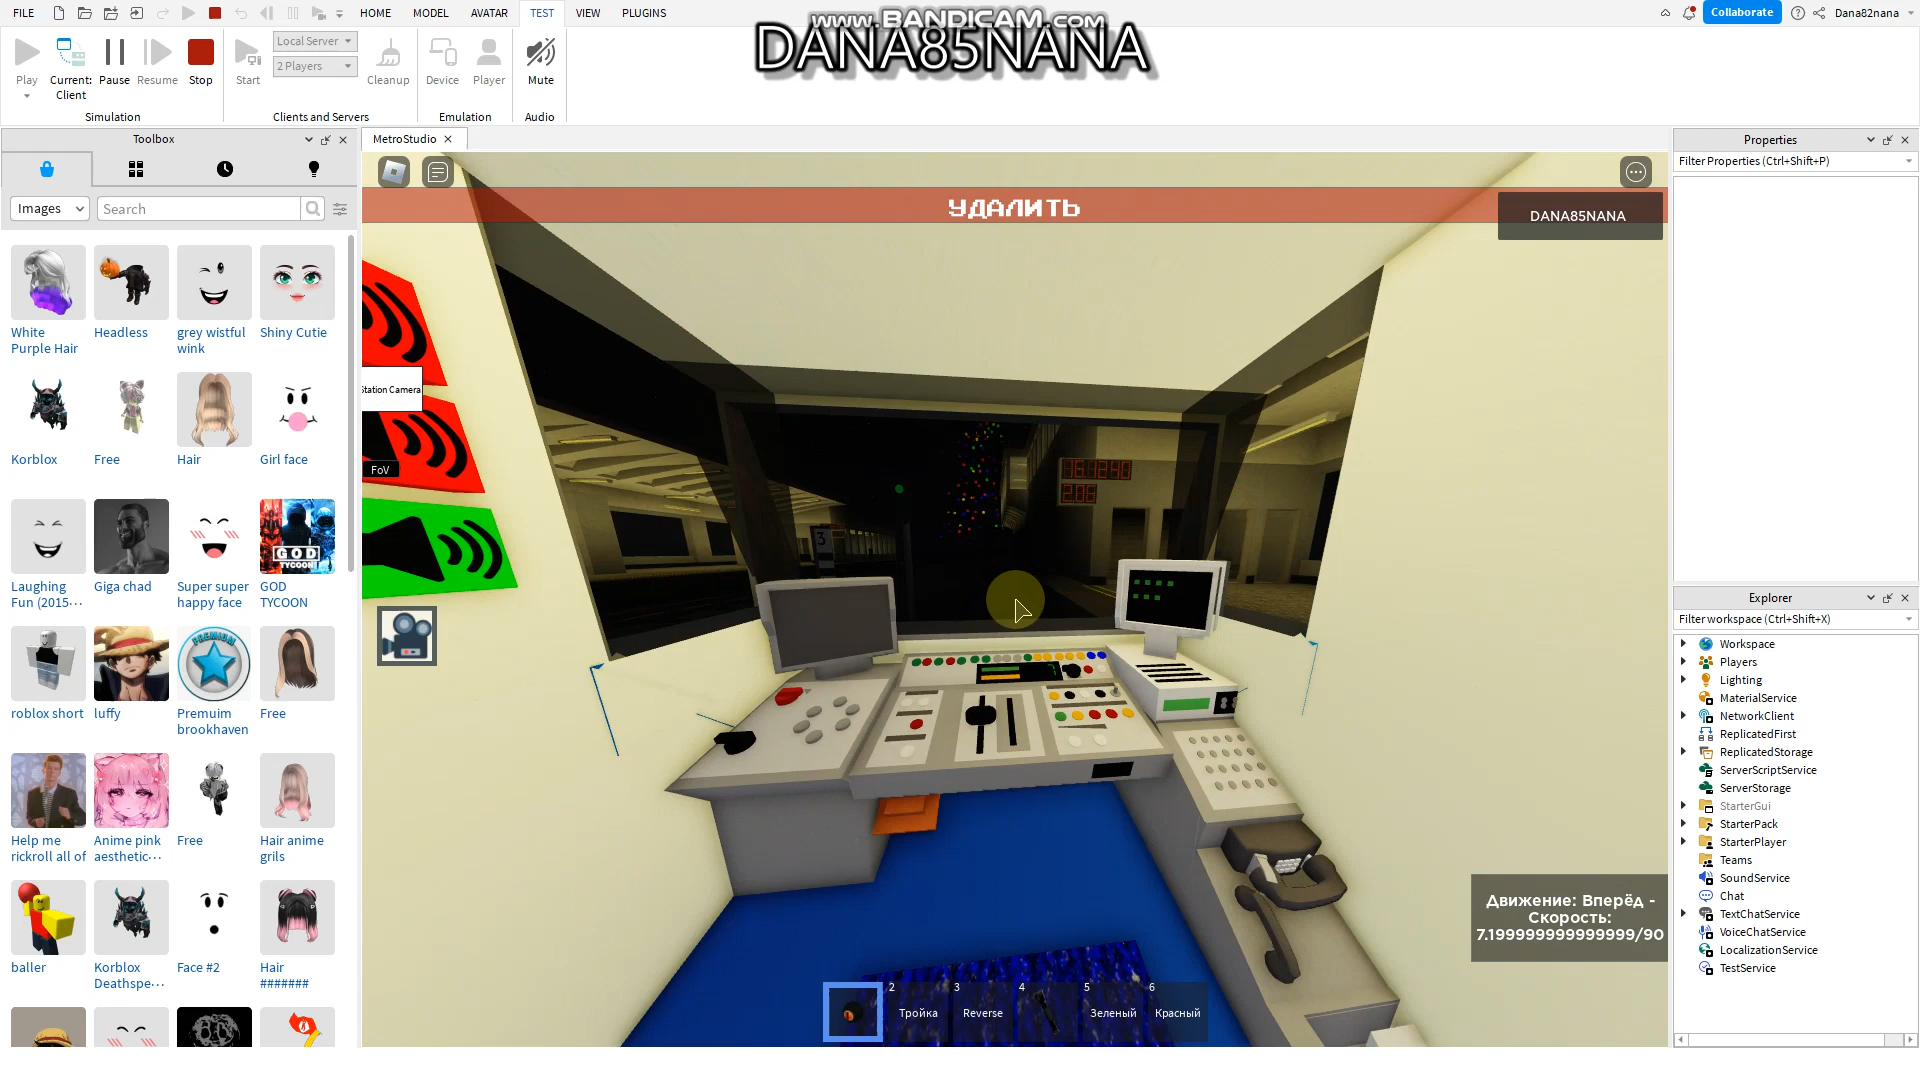 FILE HOME MODEL AVATAR TEST VIEW PLUGINS
Collaborate Dana82nana
www.BANDICAM.com
DANA85NANA
Play
Current: Client
Pause
Resume
Stop
Start
Local Server
2 Players
Cleanup
Device
Player
Mute
Simulation
Clients and Servers
Emulation
Audio
Toolbox
Images
Search
White Purple Hair
Headless
grey wistful wink
Shiny Cutie
Korblox
Free
Hair
Girl face
Laughing Fun (2015...
Giga chad
Super super happy face
GOD TYCOON
GOD TYCOON
roblox short
luffy
PREMIUM
Premuim brookhaven
Free
Help me rickroll all of
Anime pink aesthetic...
Free
Hair anime grils
baller
Korblox Deathspe...
Face #2
Hair #######
MetroStudio
УДАЛИТЬ
DANA85NANA
Station Camera
FoV
3
Движение: Вперёд -
Скорость:
7.199999999999999/90
2
Тройка
3
Reverse
4
5
Зеленый
6
Красный
Properties
Filter Properties (Ctrl+Shift+P)
Explorer
Filter workspace (Ctrl+Shift+X)
Workspace
Players
Lighting
MaterialService
NetworkClient
ReplicatedFirst
ReplicatedStorage
ServerScriptService
ServerStorage
StarterGui
StarterPack
StarterPlayer
Teams
SoundService
Chat
TextChatService
VoiceChatService
LocalizationService
TestService